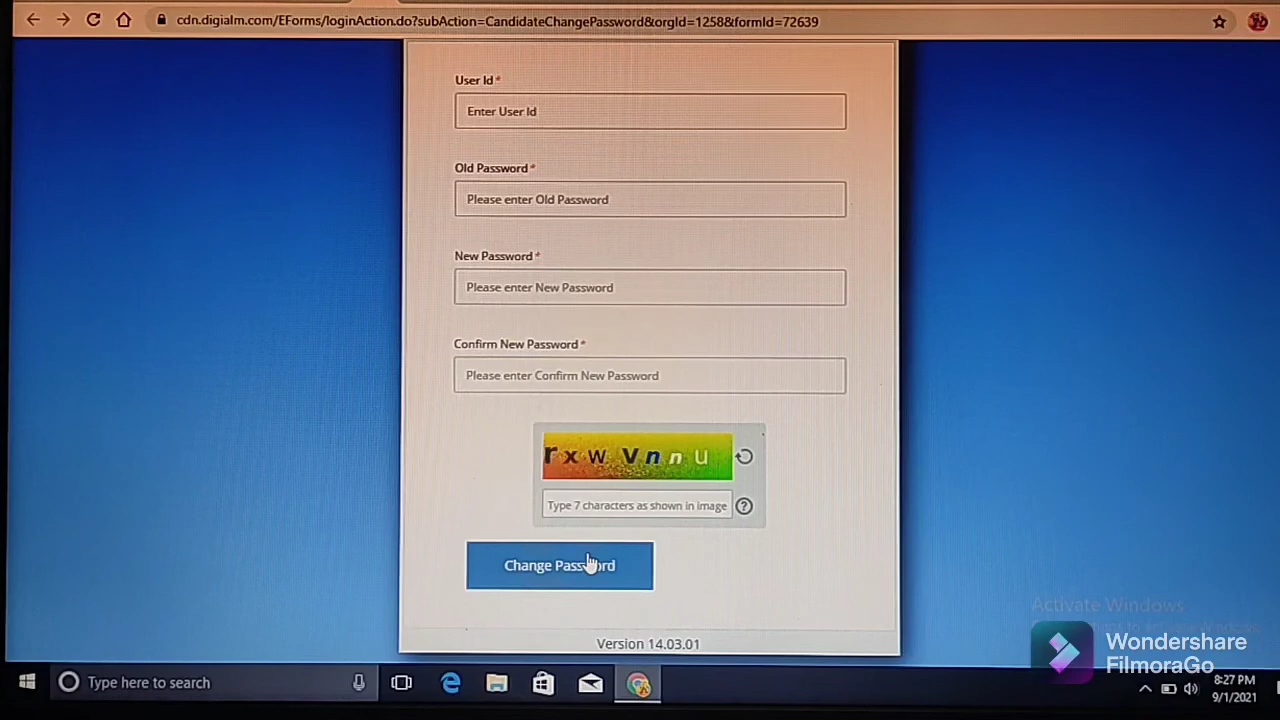 cdn.digialm.com/EForms/loginAction.do?subAction=CandidateChangePassword&orgId=1258&formId=72639
User Id *
Enter User Id
Old Password *
Please enter Old Password
New Password *
Please enter New Password
Confirm New Password *
Please enter Confirm New Password
rxwVnnu
Type 7 characters as shown in image
Change Password
Version 14.03.01
Activate Windows
Wondershare
FilmoraGo
Type here to search
8:27 PM
9/1/2021